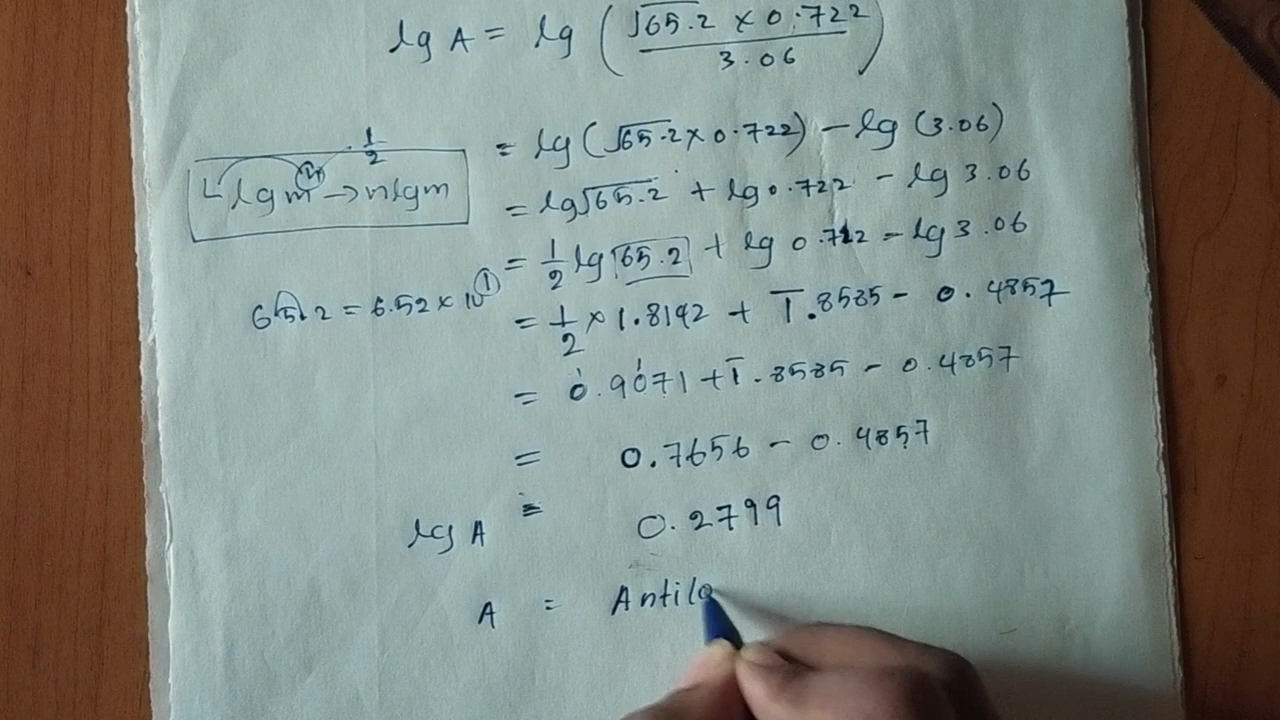 lg A = lg (√65.2 × 0.722 / 3.06)
= lg (√65.2 × 0.722) - lg (3.06)
= lg √65.2 + lg 0.722 - lg 3.06
1/2
lg mⁿ → n lg m
= 1/2 lg 65.2 + lg 0.722 - lg 3.06
65.2 = 6.52 × 10¹
= 1/2 × 1.8142 + 1̅.8585 - 0.4857
= 0.9071 + 1̅.8585 - 0.4857
= 0.7656 - 0.4857
lg A = 0.2799
A = Antilo